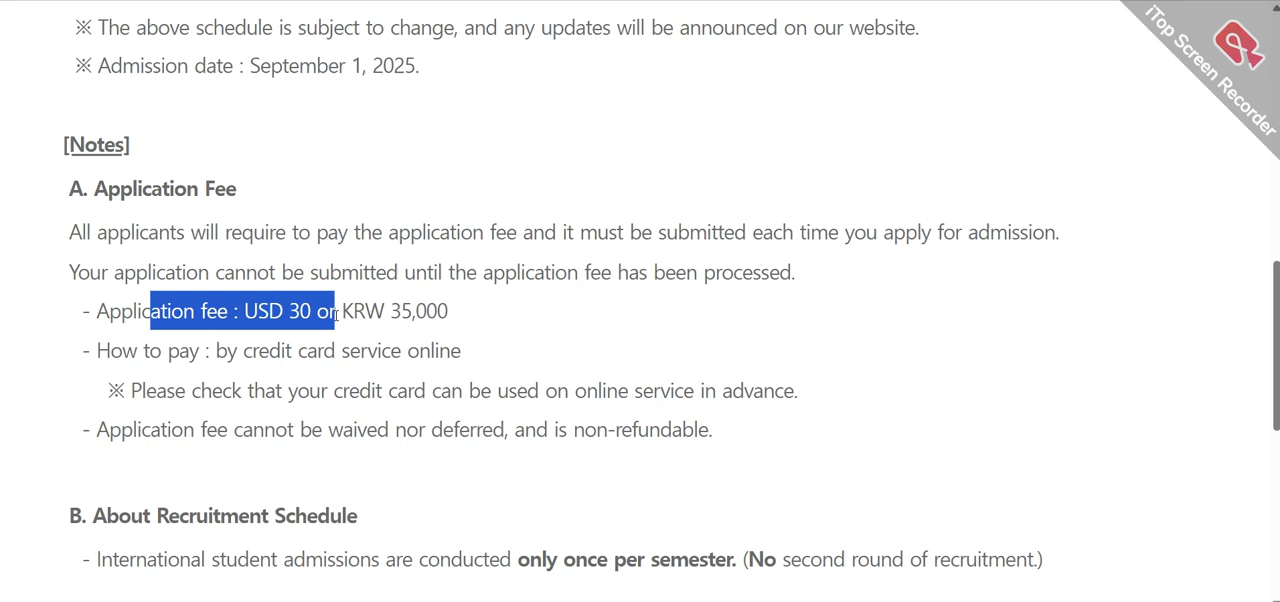 ※ The above schedule is subject to change, and any updates will be announced on our website.
※ Admission date : September 1, 2025.
iTop Screen Recorder
[Notes]
A. Application Fee
All applicants will require to pay the application fee and it must be submitted each time you apply for admission.
Your application cannot be submitted until the application fee has been processed.
- Application fee : USD 30 or KRW 35,000
- How to pay : by credit card service online
※ Please check that your credit card can be used on online service in advance.
- Application fee cannot be waived nor deferred, and is non-refundable.
B. About Recruitment Schedule
- International student admissions are conducted only once per semester. (No second round of recruitment.)